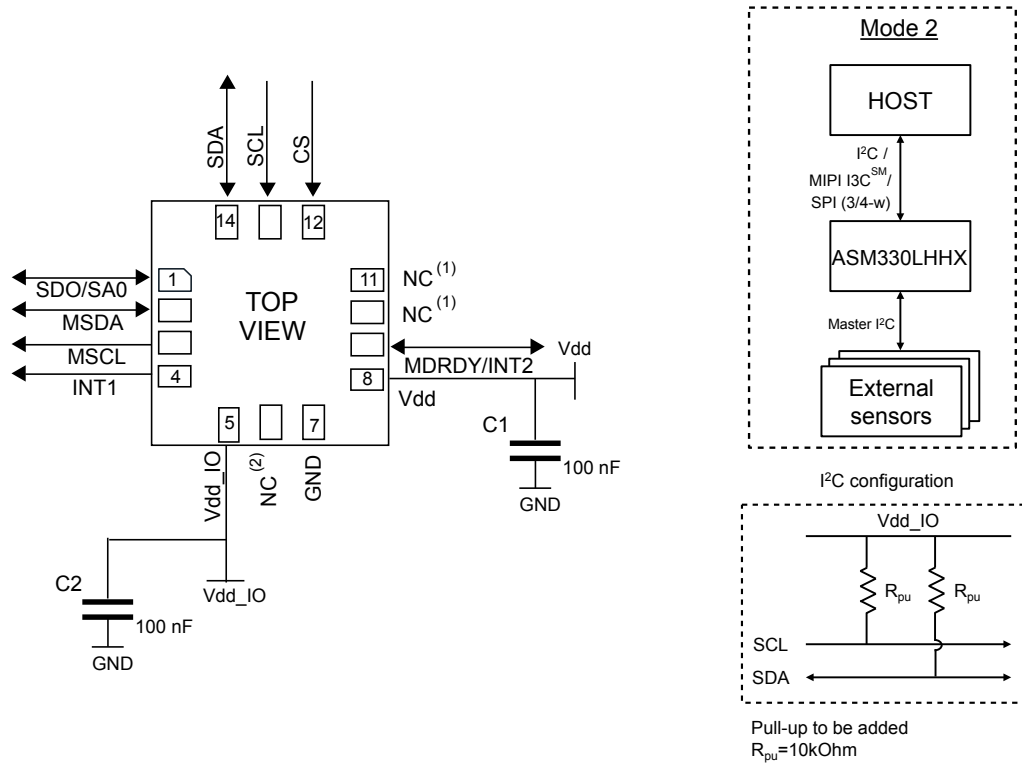 SDA
SCL
CS
14
12
1
11
NC (1)
SDO/SA0
MSDA
MSCL
INT1
4
TOP
VIEW
NC (1)
MDRDY/INT2
Vdd
8
Vdd
5
7
Vdd_IO
NC (2)
GND
C1
100 nF
GND
C2
100 nF
GND
Vdd_IO
Mode 2
HOST
I²C /
MIPI I3C^SM/
SPI (3/4-w)
ASM330LHHX
Master I²C
External
sensors
I²C configuration
Vdd_IO
Rpu
Rpu
SCL
SDA
Pull-up to be added
Rpu=10kOhm